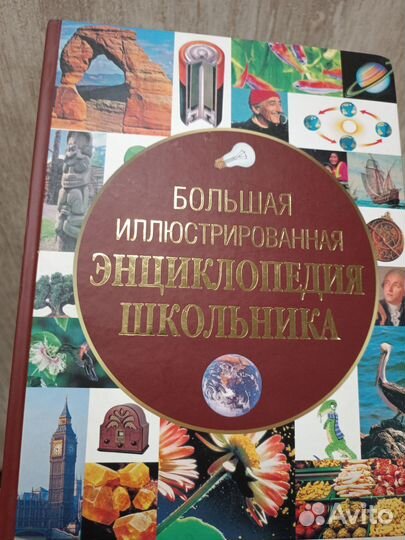 БОЛЬШАЯ
ИЛЛЮСТРИРОВАННАЯ
ЭНЦИКЛОПЕДИЯ
ШКОЛЬНИКА
Avito